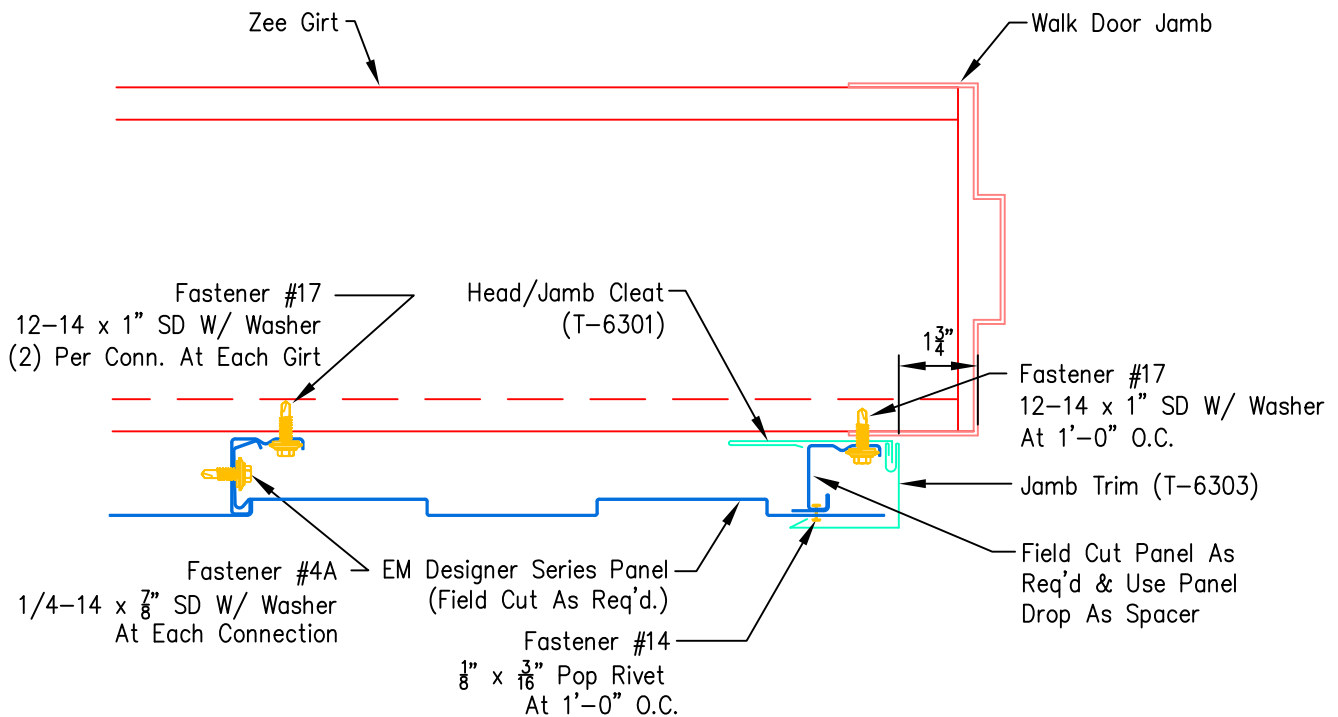 Zee Girt
Walk Door Jamb
Fastener #17
12-14 x 1" SD W/ Washer
(2) Per Conn. At Each Girt
Head/Jamb Cleat
(T-6301)
1 3/4"
Fastener #17
12-14 x 1" SD W/ Washer
At 1'-0" O.C.
Jamb Trim (T-6303)
Fastener #4A
1/4-14 x 7/8" SD W/ Washer
At Each Connection
EM Designer Series Panel
(Field Cut As Req'd.)
Field Cut Panel As
Req'd & Use Panel
Drop As Spacer
Fastener #14
1/8" x 3/16" Pop Rivet
At 1'-0" O.C.